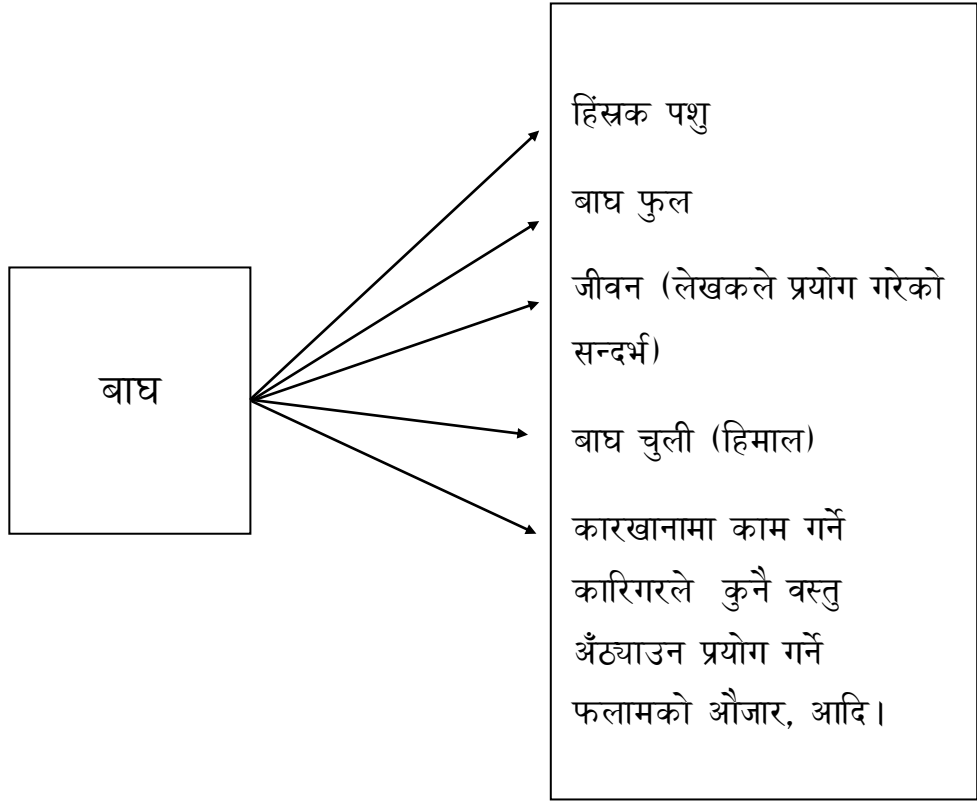 बाघ
हिंस्रक पशु
बाघ फुल
जीवन (लेखकले प्रयोग गरेको
सन्दर्भ)
बाघ चुली (हिमाल)
कारखानामा काम गर्ने
कारिगरले कुनै वस्तु
अँठ्याउन प्रयोग गर्ने
फलामको औजार, आदि।